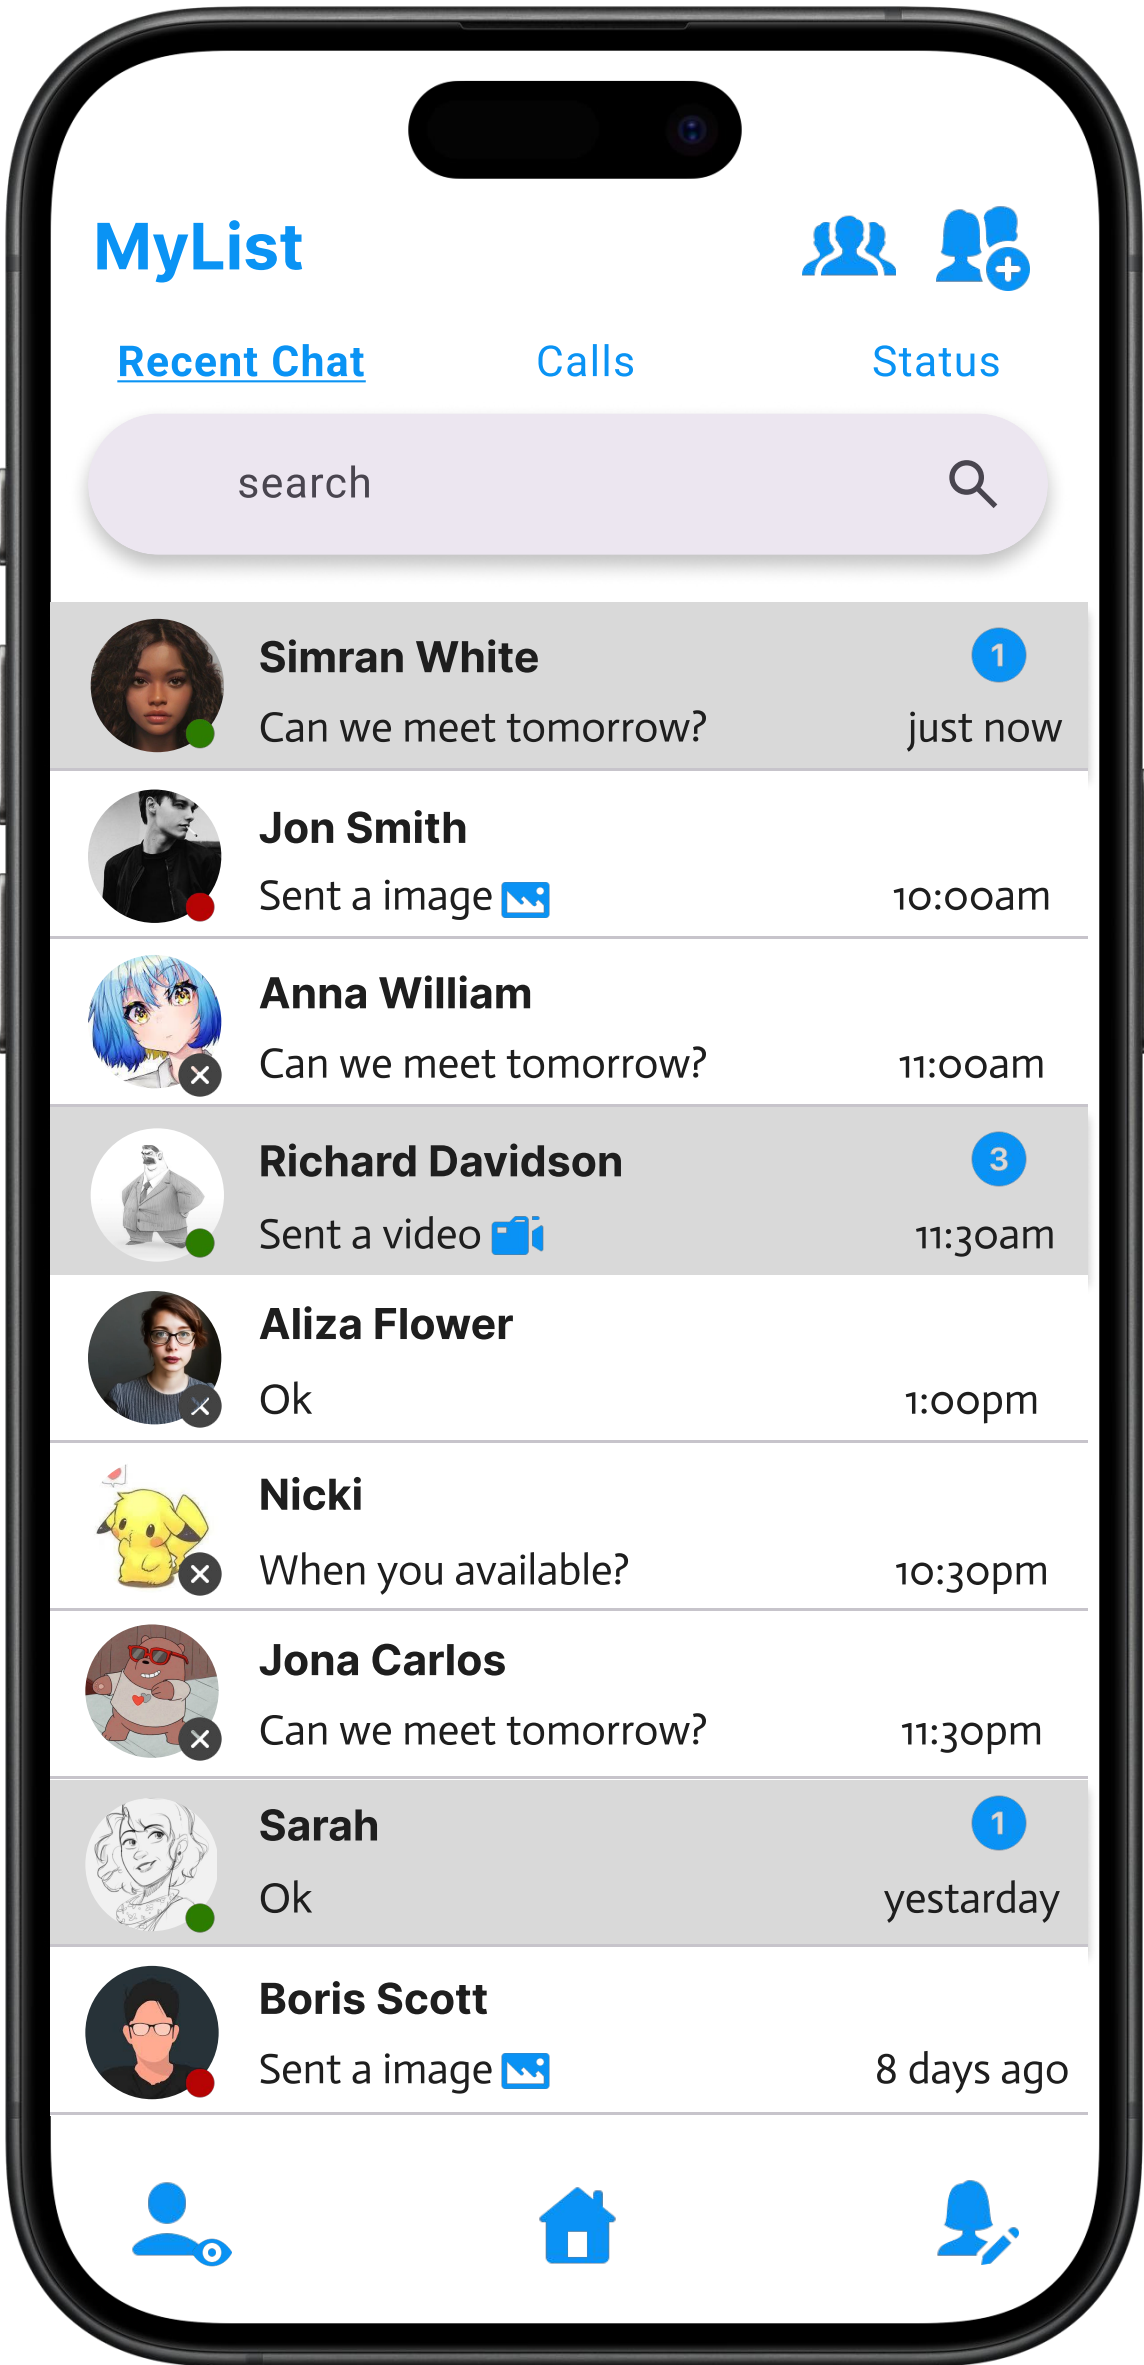 MyList
Recent Chat Calls Status
search
Simran White 1
Can we meet tomorrow? just now
Jon Smith
Sent a image 10:00am
Anna William
Can we meet tomorrow? 11:00am
Richard Davidson 3
Sent a video 11:30am
Aliza Flower
Ok 1:00pm
Nicki
When you available? 10:30pm
Jona Carlos
Can we meet tomorrow? 11:30pm
Sarah 1
Ok yestarday
Boris Scott
Sent a image 8 days ago